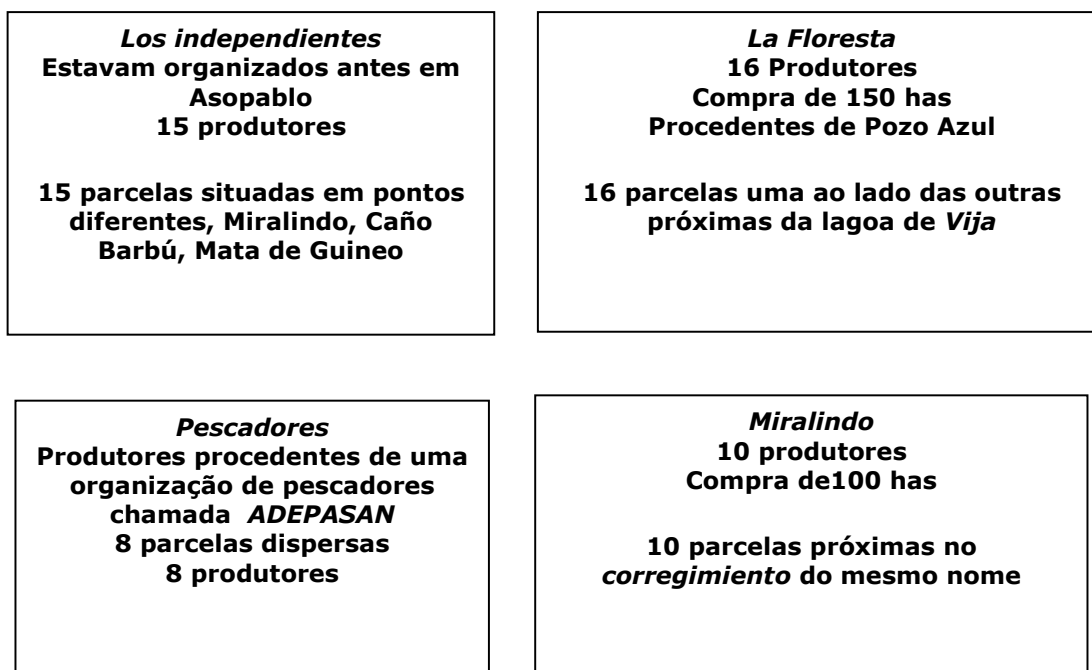 Los independientes
Estavam organizados antes em
Asopablo
15 produtores
15 parcelas situadas em pontos
diferentes, Miralindo, Caño
Barbú, Mata de Guineo
La Floresta
16 Produtores
Compra de 150 has
Procedentes de Pozo Azul
16 parcelas uma ao lado das outras
próximas da lagoa de Vija
Pescadores
Produtores procedentes de uma
organização de pescadores
chamada ADEPASAN
8 parcelas dispersas
8 produtores
Miralindo
10 produtores
Compra de100 has
10 parcelas próximas no
corregimiento do mesmo nome